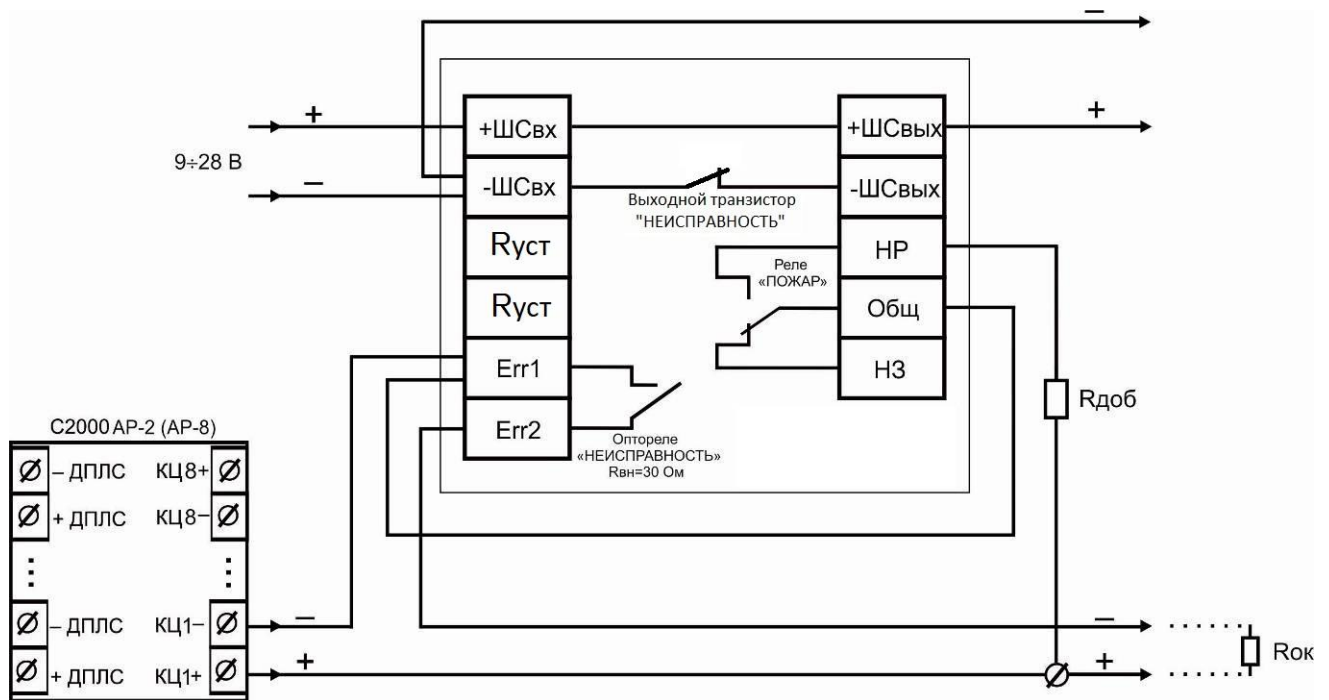 –
+
+
9÷28 В
–
+ШСвх
-ШСвх
Rуст
Rуст
Err1
Err2
+ШСвых
-ШСвых
НР
Общ
НЗ
Выходной транзистор
"НЕИСПРАВНОСТЬ"
Реле
«ПОЖАР»
Оптореле
«НЕИСПРАВНОСТЬ»
Rвн=30 Ом
Rдоб
С2000 АР-2 (АР-8)
– ДПЛС КЦ8+
+ ДПЛС КЦ8–
– ДПЛС КЦ1–
+ ДПЛС КЦ1+
–
+
–
+
Rок